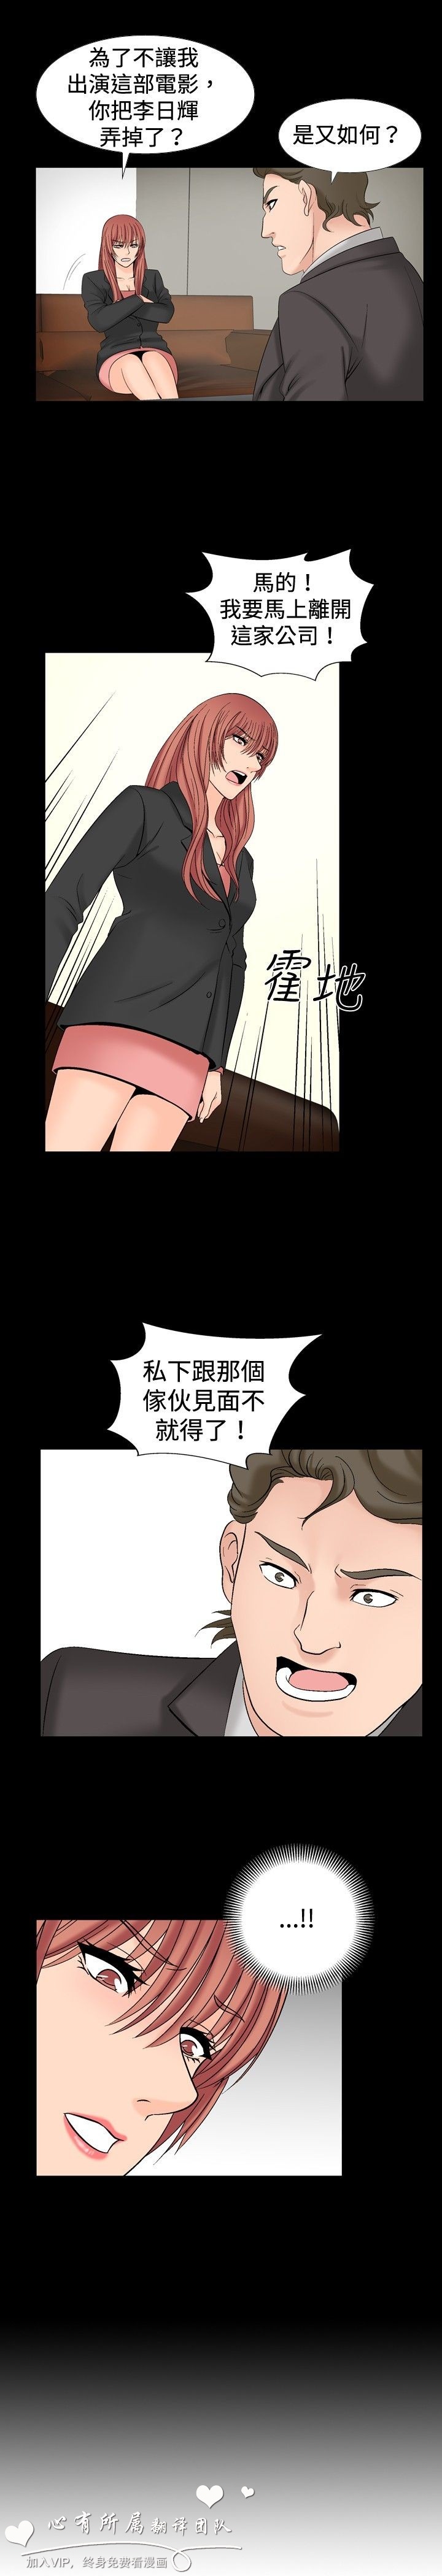 為了不讓我
出演這部電影，
你把李日輝
弄掉了？
是又如何？
馬的！
我要馬上離開
這家公司！
霍地
私下跟那個
傢伙見面不
就得了！
...!!
心有所属翻译团队
加入VIP，终身免费看漫画